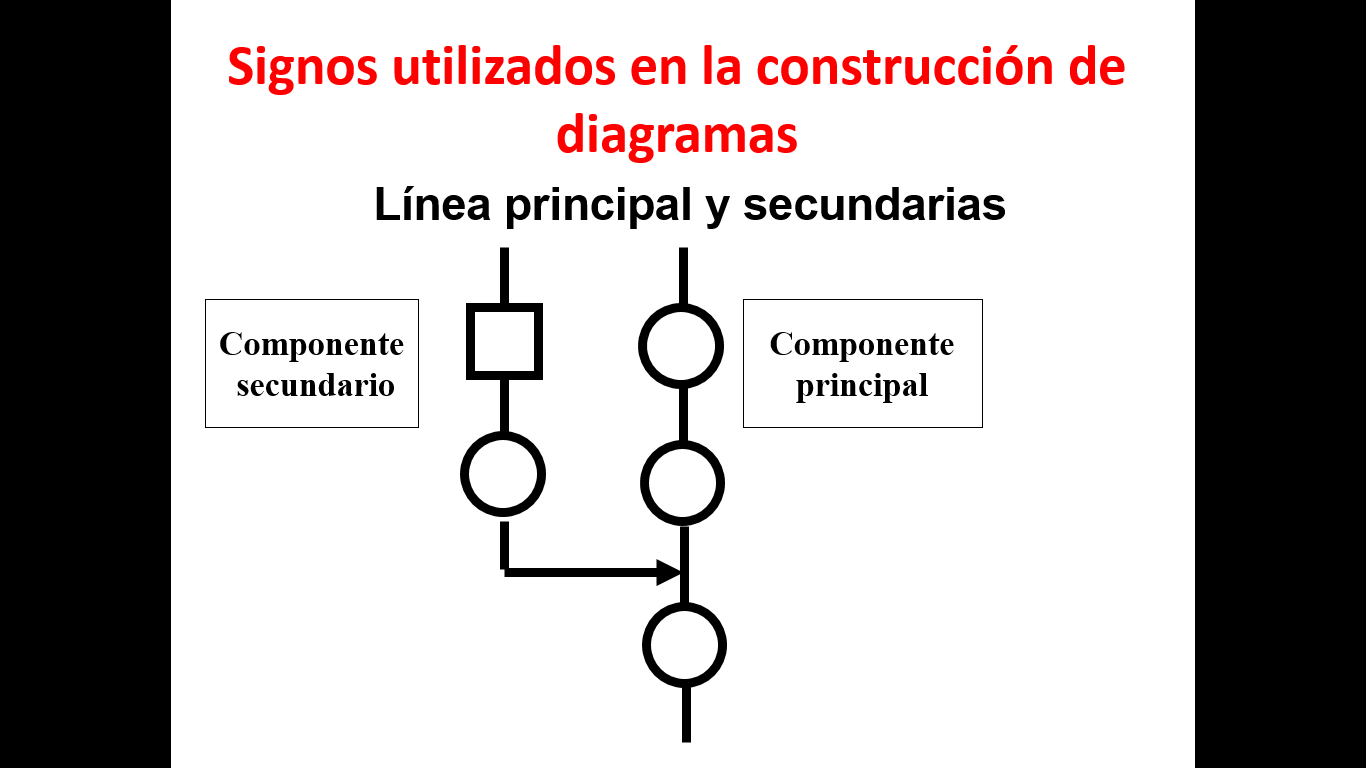 Signos utilizados en la construcción de
diagramas
Línea principal y secundarias
Componente
secundario
Componente
principal